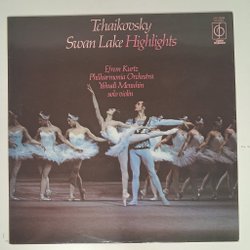 Tchaikovsky
Swan Lake Highlights
Efrem Kurtz
Philharmonia Orchestra
Yehudi Menuhin
solo violin